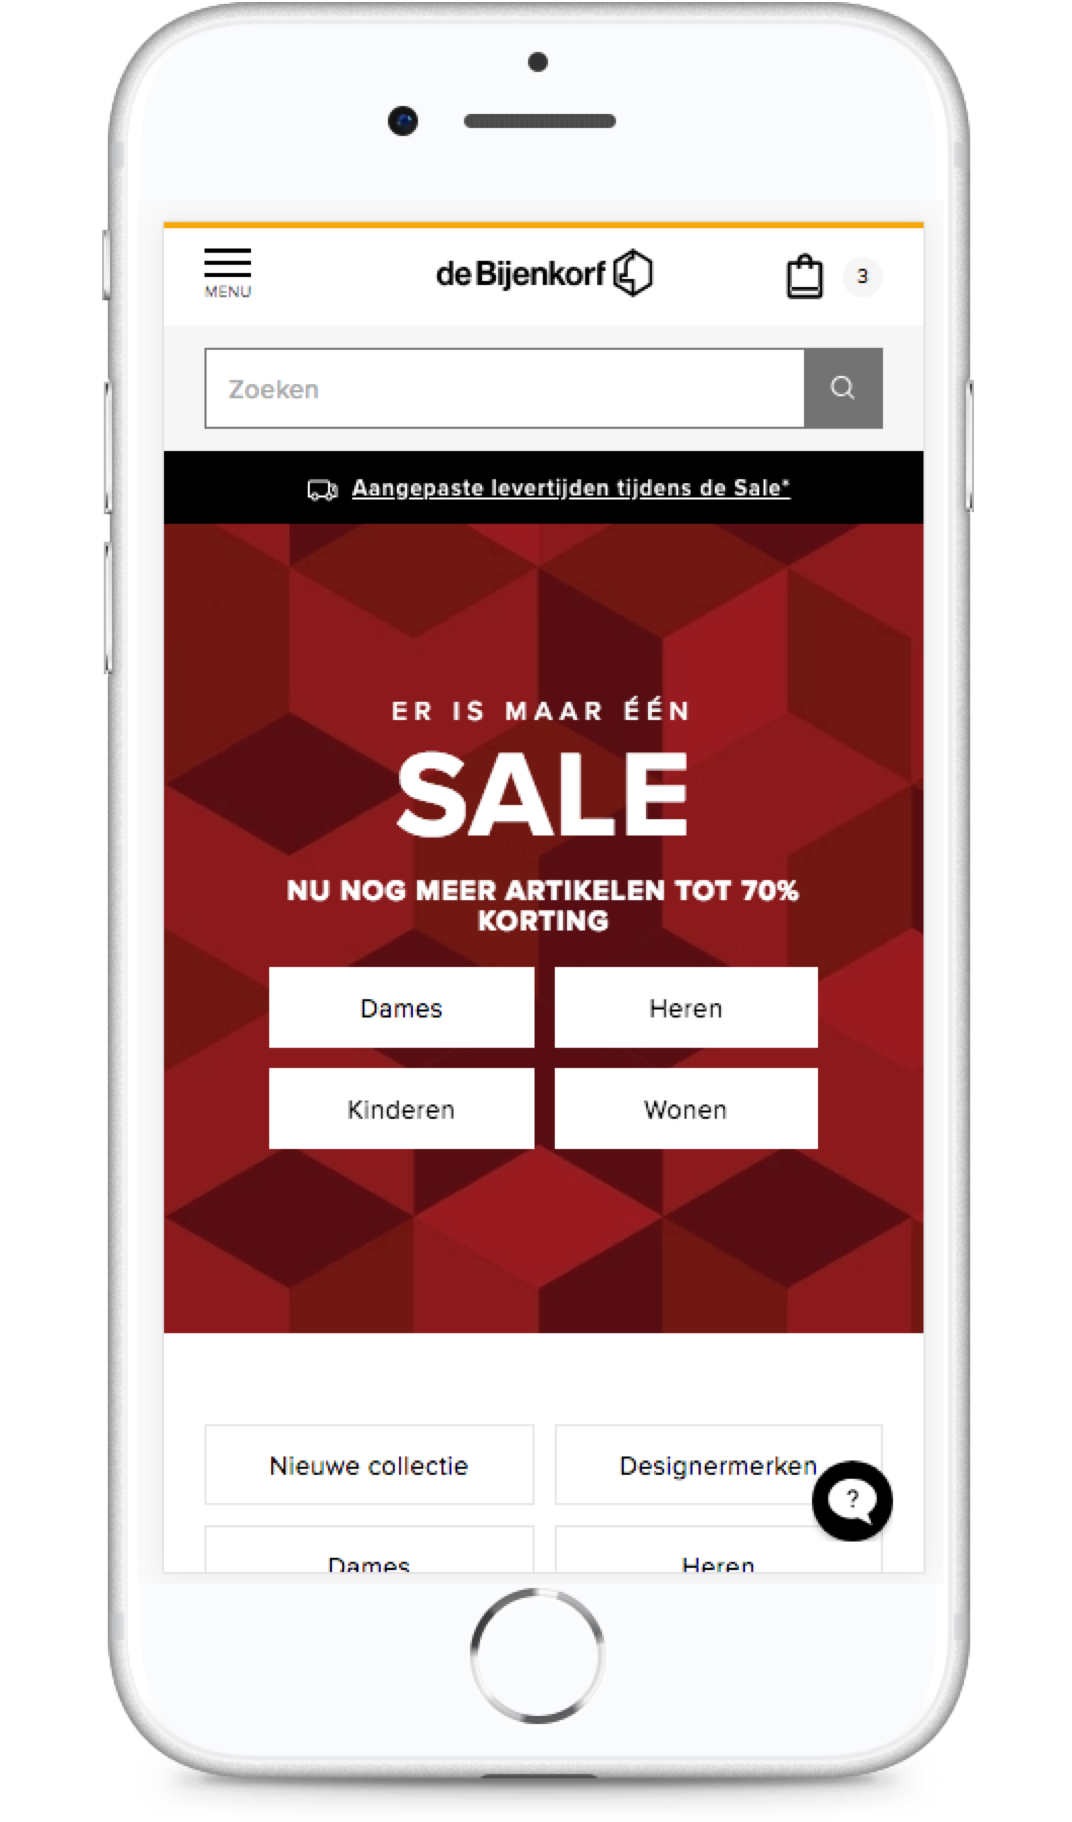 MENU
de Bijenkorf
3
Zoeken
Aangepaste levertijden tijdens de Sale*
ER IS MAAR ÉÉN
SALE
NU NOG MEER ARTIKELEN TOT 70%
KORTING
Dames
Heren
Kinderen
Wonen
Nieuwe collectie
Designermerken
?
Dames
Heren